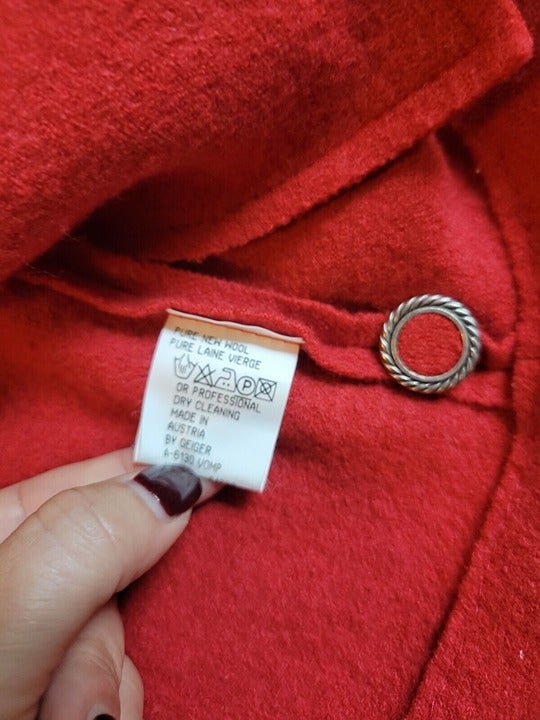 PURE NEW WOOL
PURE LAINE VIERGE
P
OR PROFESSIONAL
DRY CLEANING
MADE IN
AUSTRIA
BY GEIGER
A-6130 VOMP